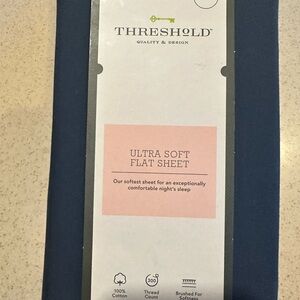 THRESHOLD
QUALITY & DESIGN
ULTRA SOFT
FLAT SHEET
Our softest sheet for an exceptionally
comfortable night's sleep
300
100% Cotton
Thread Count
Brushed For Softness